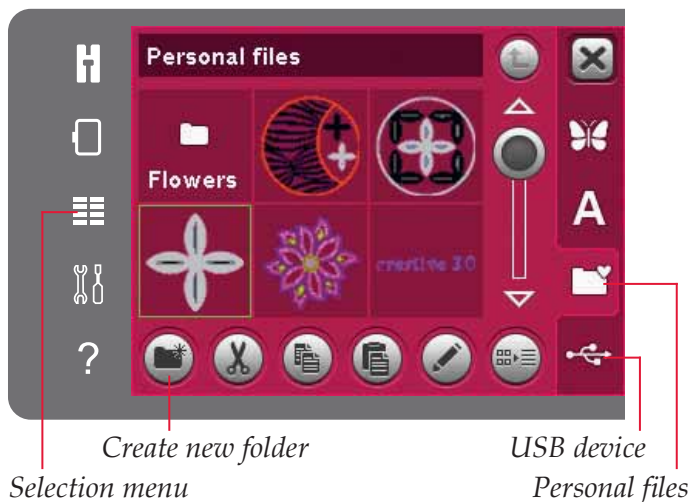 Personal files
Flowers
creative 3.0
A
?
Create new folder
USB device
Selection menu
Personal files